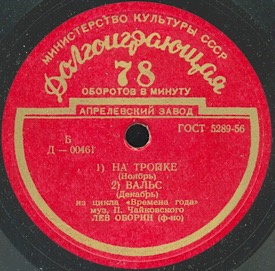 МИНИСТЕРСТВО КУЛЬТУРЫ СССР
Долгоиграющая
78
ОБОРОТОВ В МИНУТУ
АПРЕЛЕВСКИЙ ЗАВОД
ГОСТ 5289-56
Б
Д — 00461
1) НА ТРОЙКЕ
(Ноябрь)
2) ВАЛЬС
(Декабрь)
из цикла «Времена года»
муз. П. Чайковского
ЛЕВ ОБОРИН (ф-но)